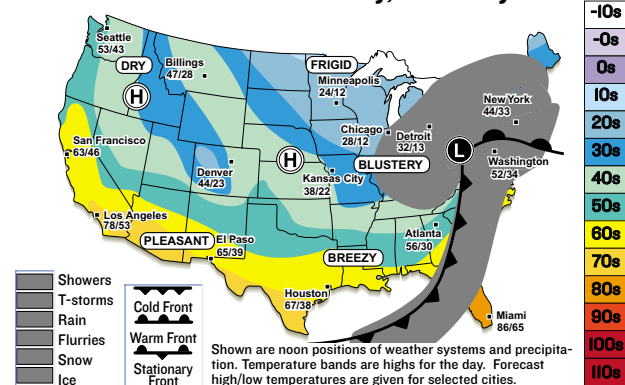 Seattle
53/43
DRY
Billings
47/28
FRIGID
Minneapolis
24/12
H
New York
44/33
San Francisco
63/46
Chicago
28/12
Detroit
32/13
L
Washington
52/34
H
BLUSTERY
Denver
44/23
Kansas City
38/22
Los Angeles
78/53
PLEASANT
El Paso
65/39
Atlanta
56/30
BREEZY
Houston
67/38
Miami
86/65
-10s
-0s
0s
10s
20s
30s
40s
50s
60s
70s
80s
90s
100s
110s
Showers
T-storms
Rain
Flurries
Snow
Ice
Cold Front
Warm Front
Stationary
Front
Shown are noon positions of weather systems and precipita-
tion. Temperature bands are highs for the day. Forecast
high/low temperatures are given for selected cities.